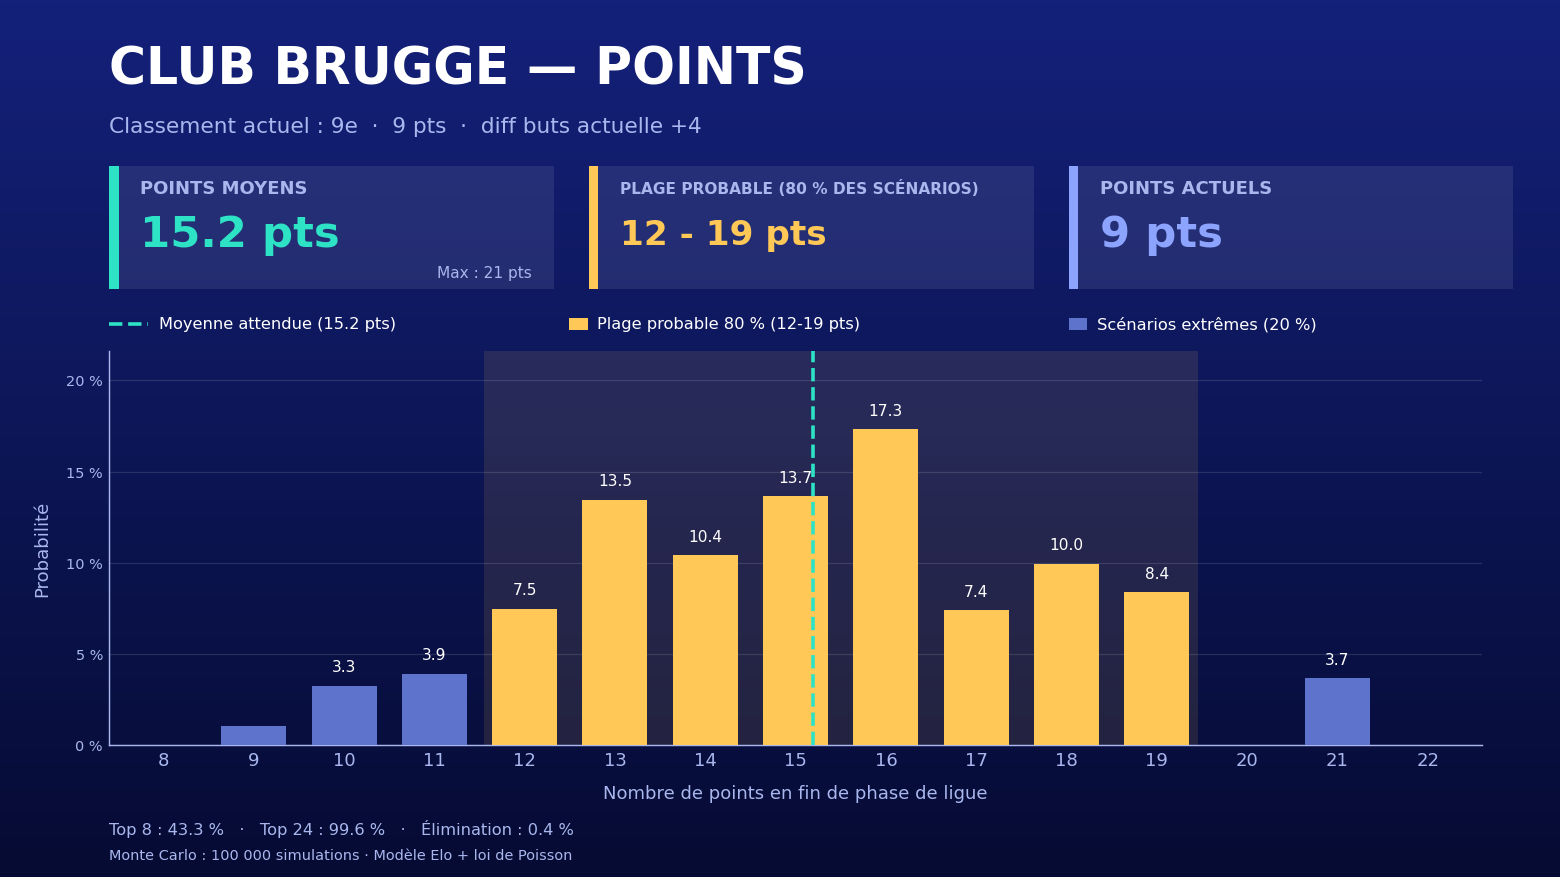 CLUB BRUGGE — POINTS
Classement actuel : 9e · 9 pts · diff buts actuelle +4
POINTS MOYENS
15.2 pts
Max : 21 pts
PLAGE PROBABLE (80 % DES SCÉNARIOS)
12 - 19 pts
POINTS ACTUELS
9 pts
Moyenne attendue (15.2 pts)
Plage probable 80 % (12-19 pts)
Scénarios extrêmes (20 %)
Probabilité
20 %
15 %
10 %
5 %
0 %
3.3
3.9
7.5
13.5
10.4
13.7
17.3
7.4
10.0
8.4
3.7
8 9 10 11 12 13 14 15 16 17 18 19 20 21 22
Nombre de points en fin de phase de ligue
Top 8 : 43.3 % · Top 24 : 99.6 % · Élimination : 0.4 %
Monte Carlo : 100 000 simulations · Modèle Elo + loi de Poisson